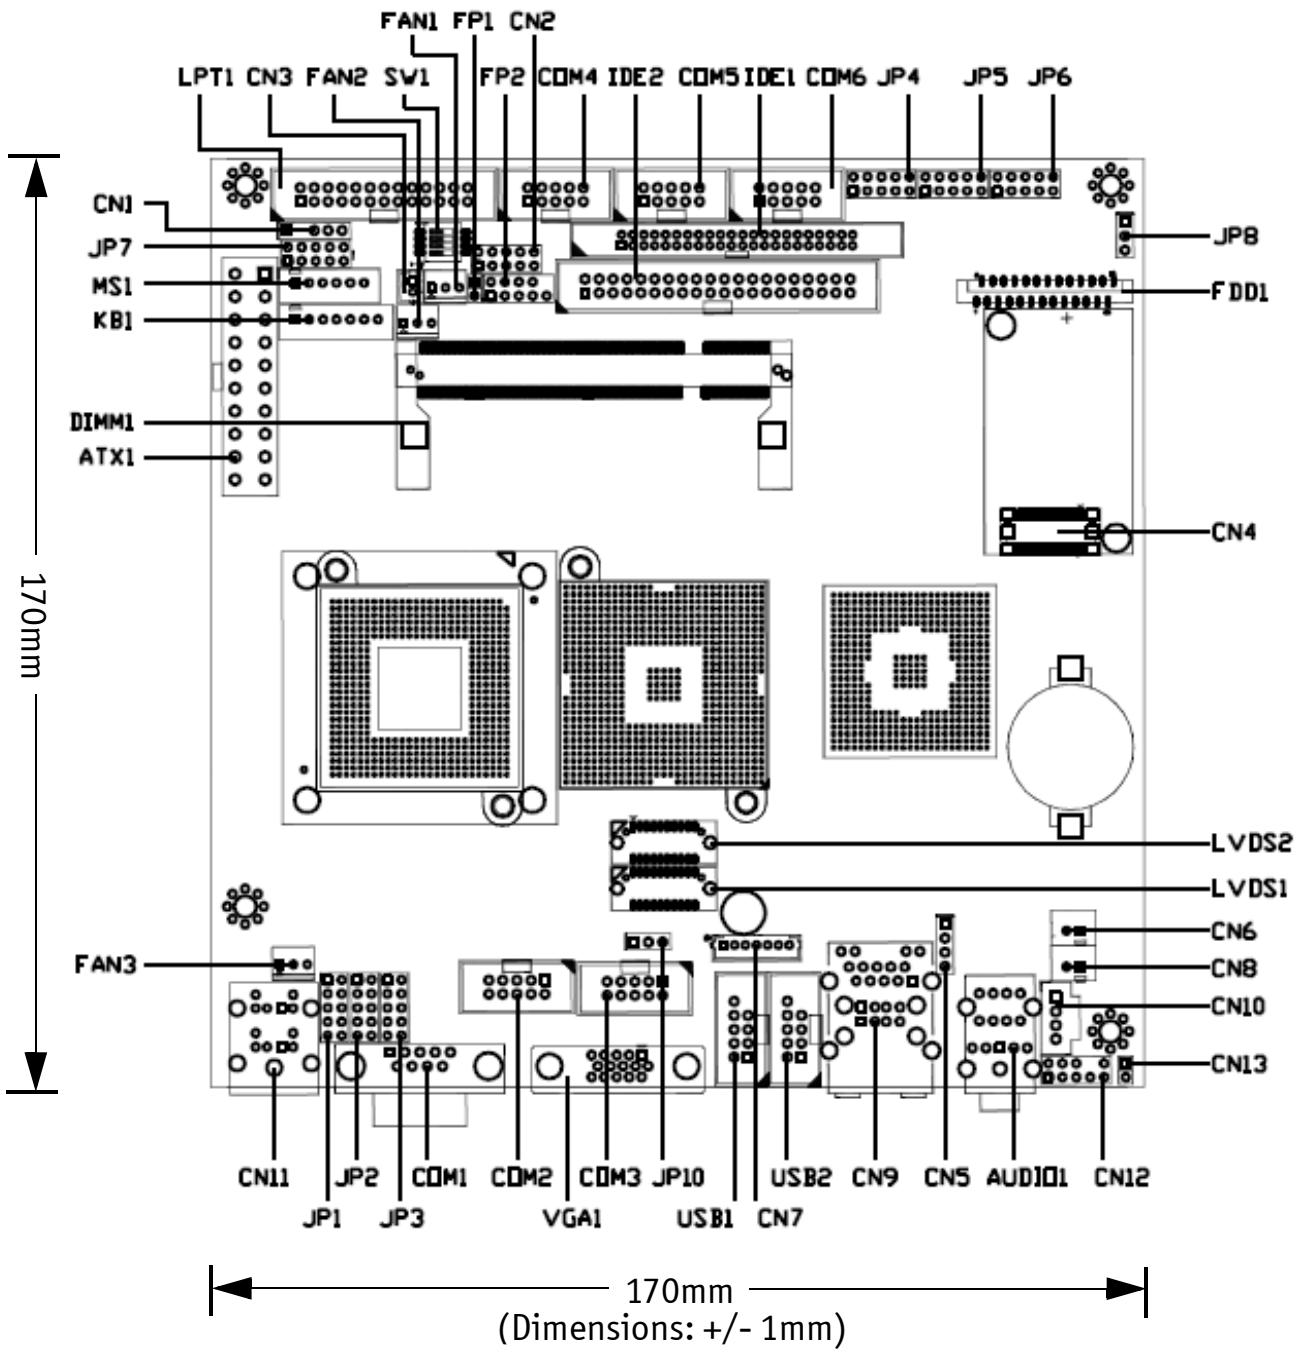 FAN1 FP1 CN2
LPT1 CN3 FAN2 SW1 FP2 COM4 IDE2 COM5 IDE1 COM6 JP4 JP5 JP6
CN1
JP7
JP8
MS1
FDD1
KB1
DIMM1
ATX1
CN4
170mm
LVDS2
LVDS1
CN6
FAN3
CN8
CN10
CN13
CN11 JP2 COM1 COM2 COM3 JP10 USB2 CN9 CN5 AUDIO1 CN12
JP1 JP3 VGA1 USB1 CN7
170mm
(Dimensions: +/- 1mm)